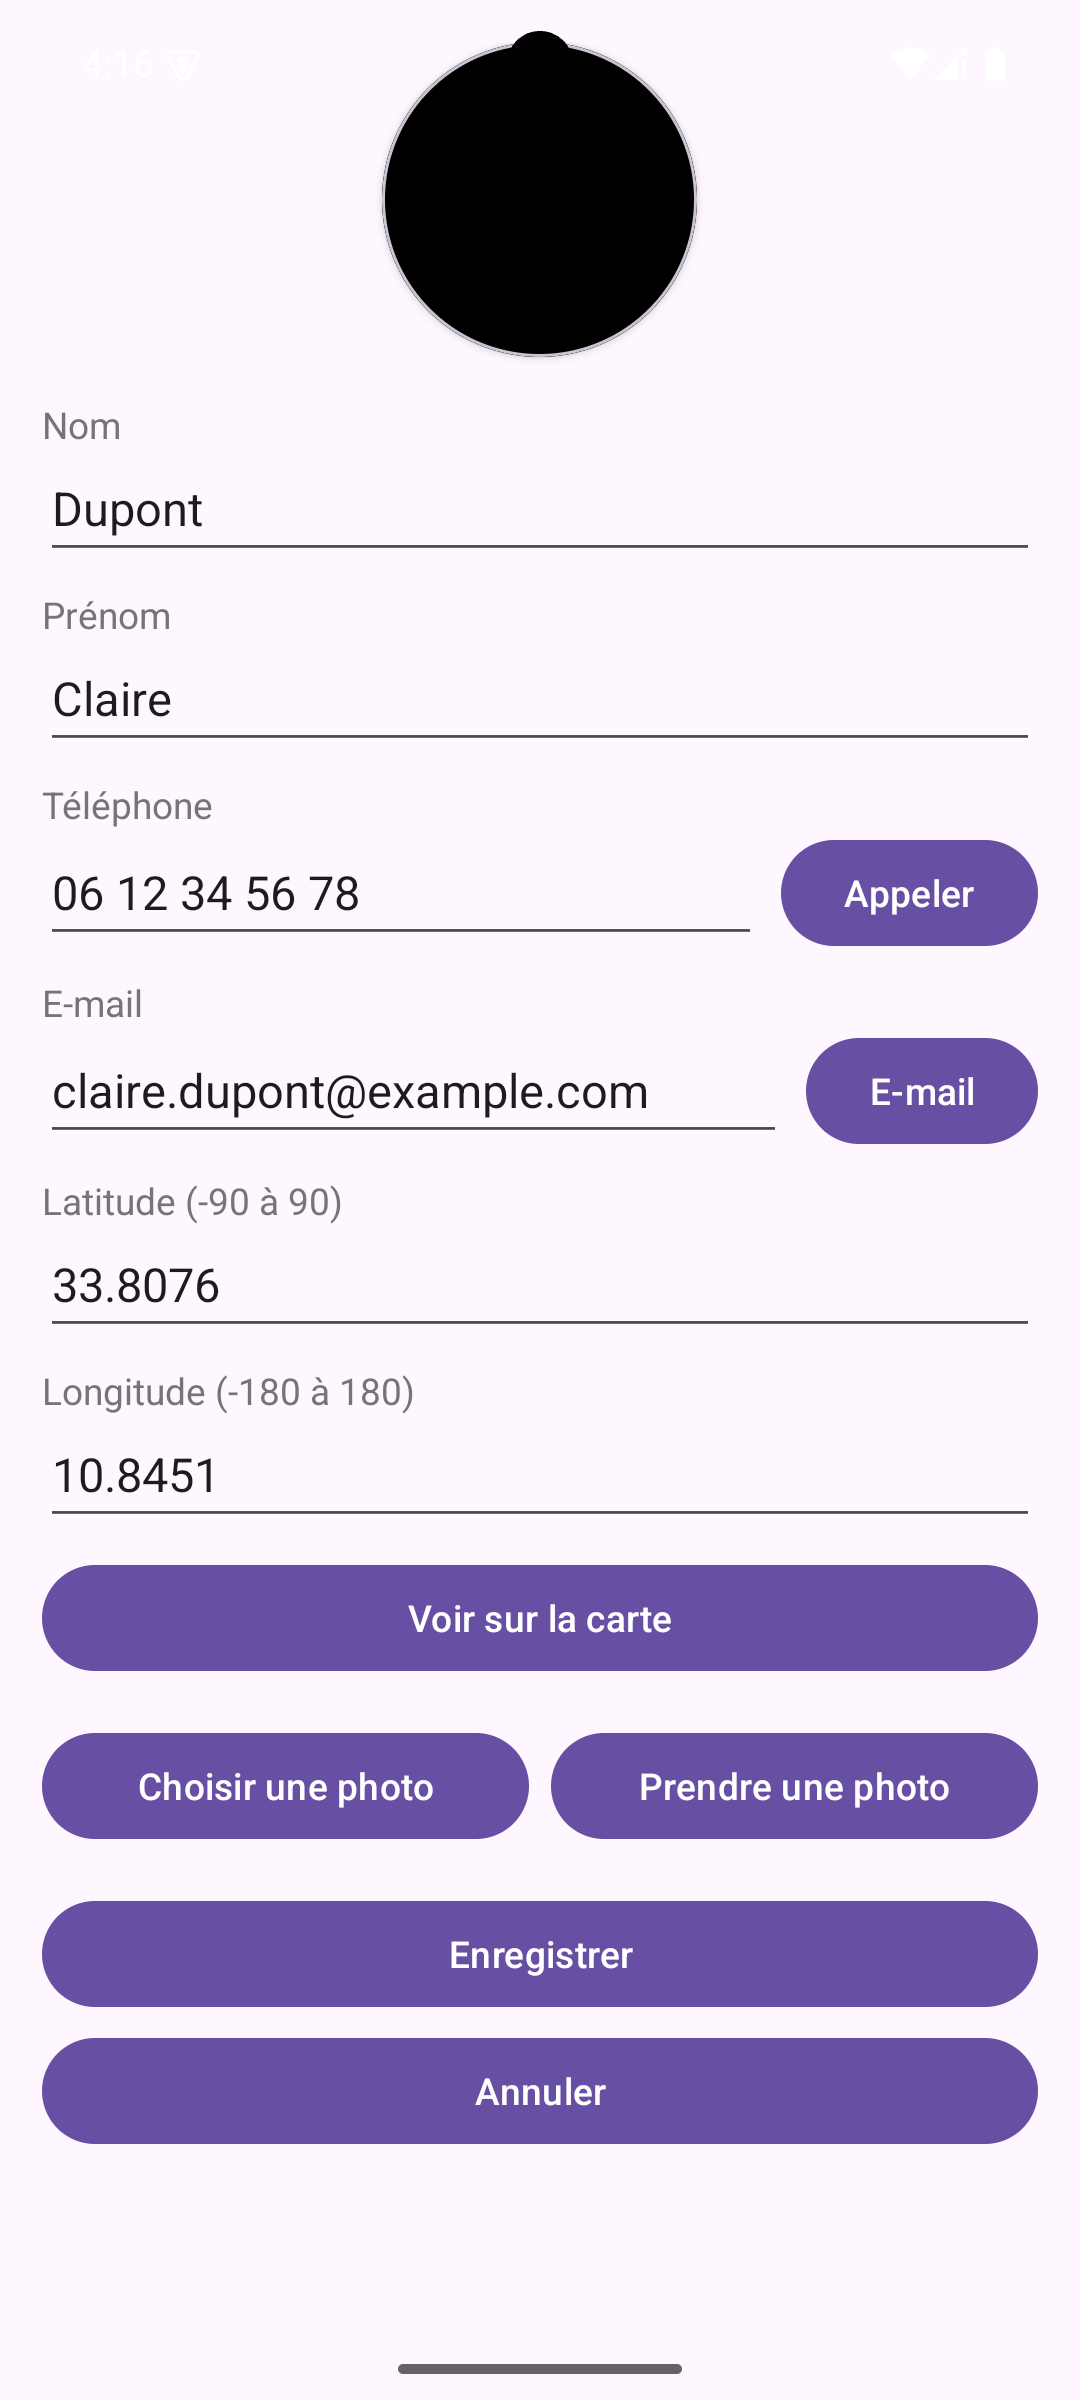 4:16
Nom
Dupont
Prénom
Claire
Téléphone
06 12 34 56 78
Appeler
E-mail
claire.dupont@example.com
E-mail
Latitude (-90 à 90)
33.8076
Longitude (-180 à 180)
10.8451
Voir sur la carte
Choisir une photo
Prendre une photo
Enregistrer
Annuler